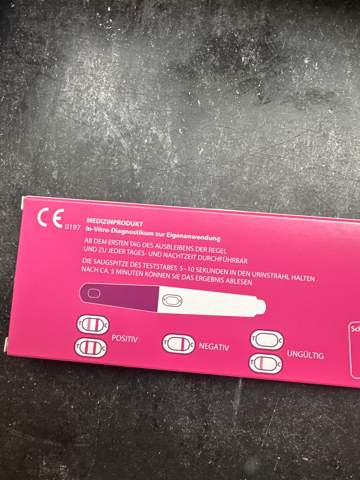 CE 0197
MEDIZINPRODUKT
In-Vitro-Diagnostikum zur Eigenanwendung
AB DEM ERSTEN TAG DES AUSBLEIBENS DER REGEL
UND ZU JEDER TAGES- UND NACHTZEIT DURCHFÜHRBAR
DIE SAUGSPITZE DES TESTSTABES 5–10 SEKUNDEN IN DEN URINSTRAHL HALTEN
NACH CA. 5 MINUTEN KÖNNEN SIE DAS ERGEBNIS ABLESEN
T C
T C
POSITIV
T C
NEGATIV
T C
T C
UNGÜLTIG